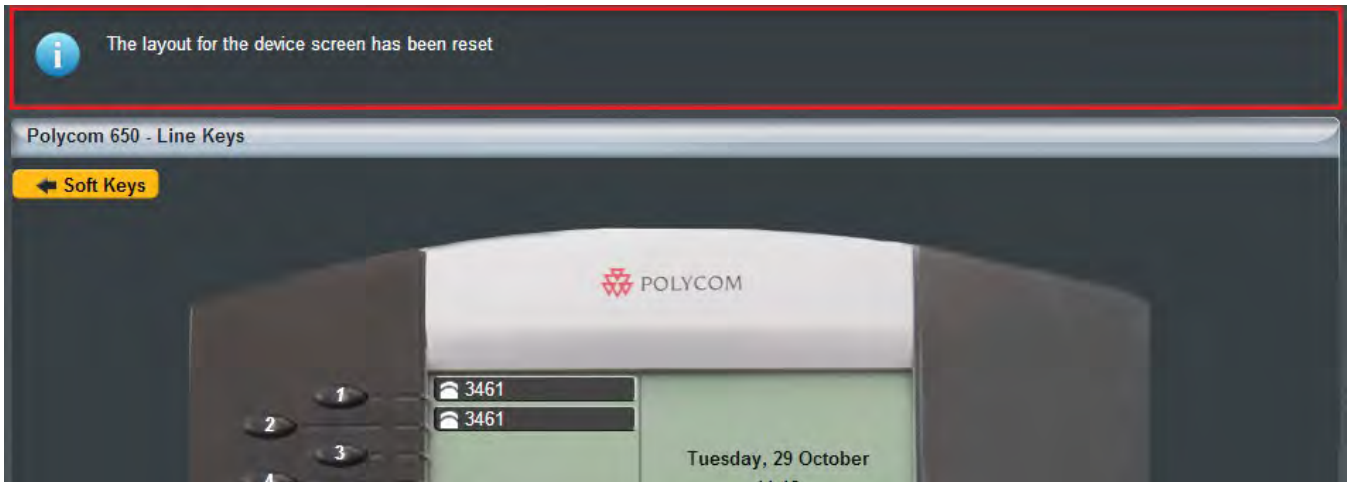 The layout for the device screen has been reset
Polycom 650 - Line Keys
Soft Keys
POLYCOM
1
3461
2
3461
3
Tuesday, 29 October